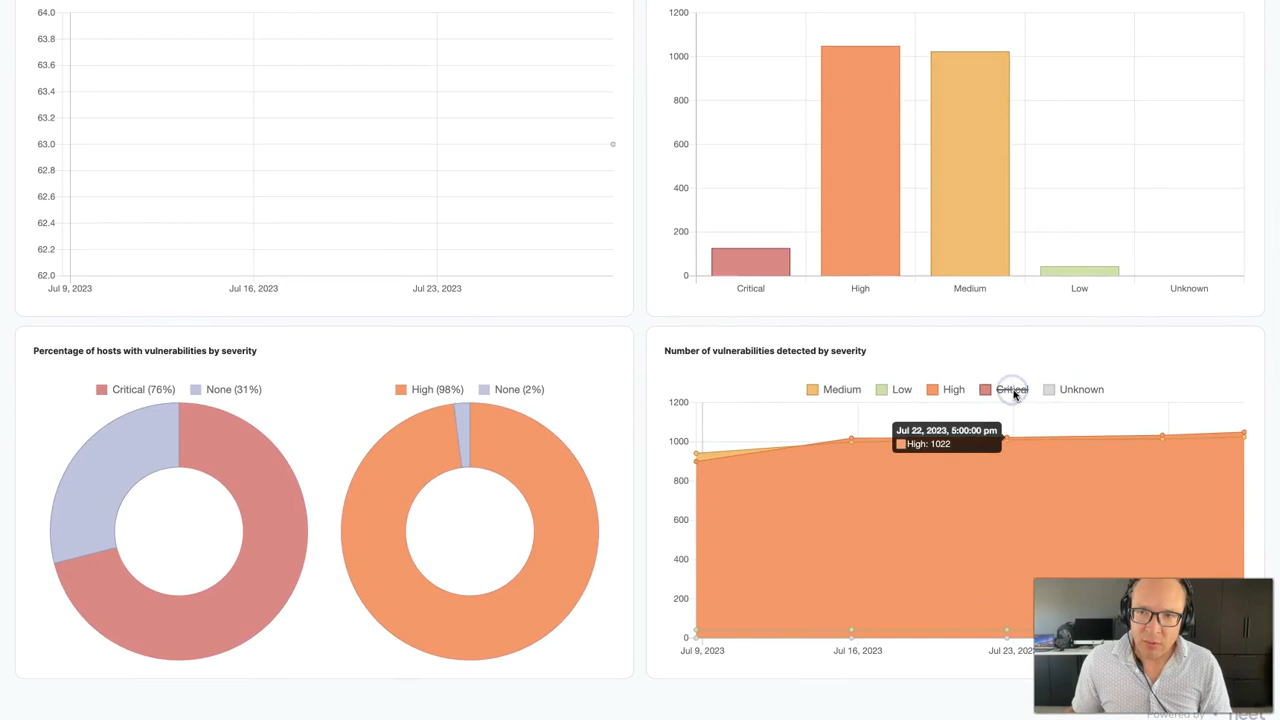 64.0
63.8
63.6
63.4
63.2
63.0
62.8
62.6
62.4
62.2
62.0
Jul 9, 2023 Jul 16, 2023 Jul 23, 2023
1200
1000
800
600
400
200
0
Critical High Medium Low Unknown
Percentage of hosts with vulnerabilities by severity
Critical (76%) None (31%) High (98%) None (2%)
Number of vulnerabilities detected by severity
Medium Low High Critical Unknown
1200
1000
800
600
400
200
0
Jul 22, 2023, 5:00:00 pm
High: 1022
Jul 9, 2023 Jul 16, 2023 Jul 23,
Powered by